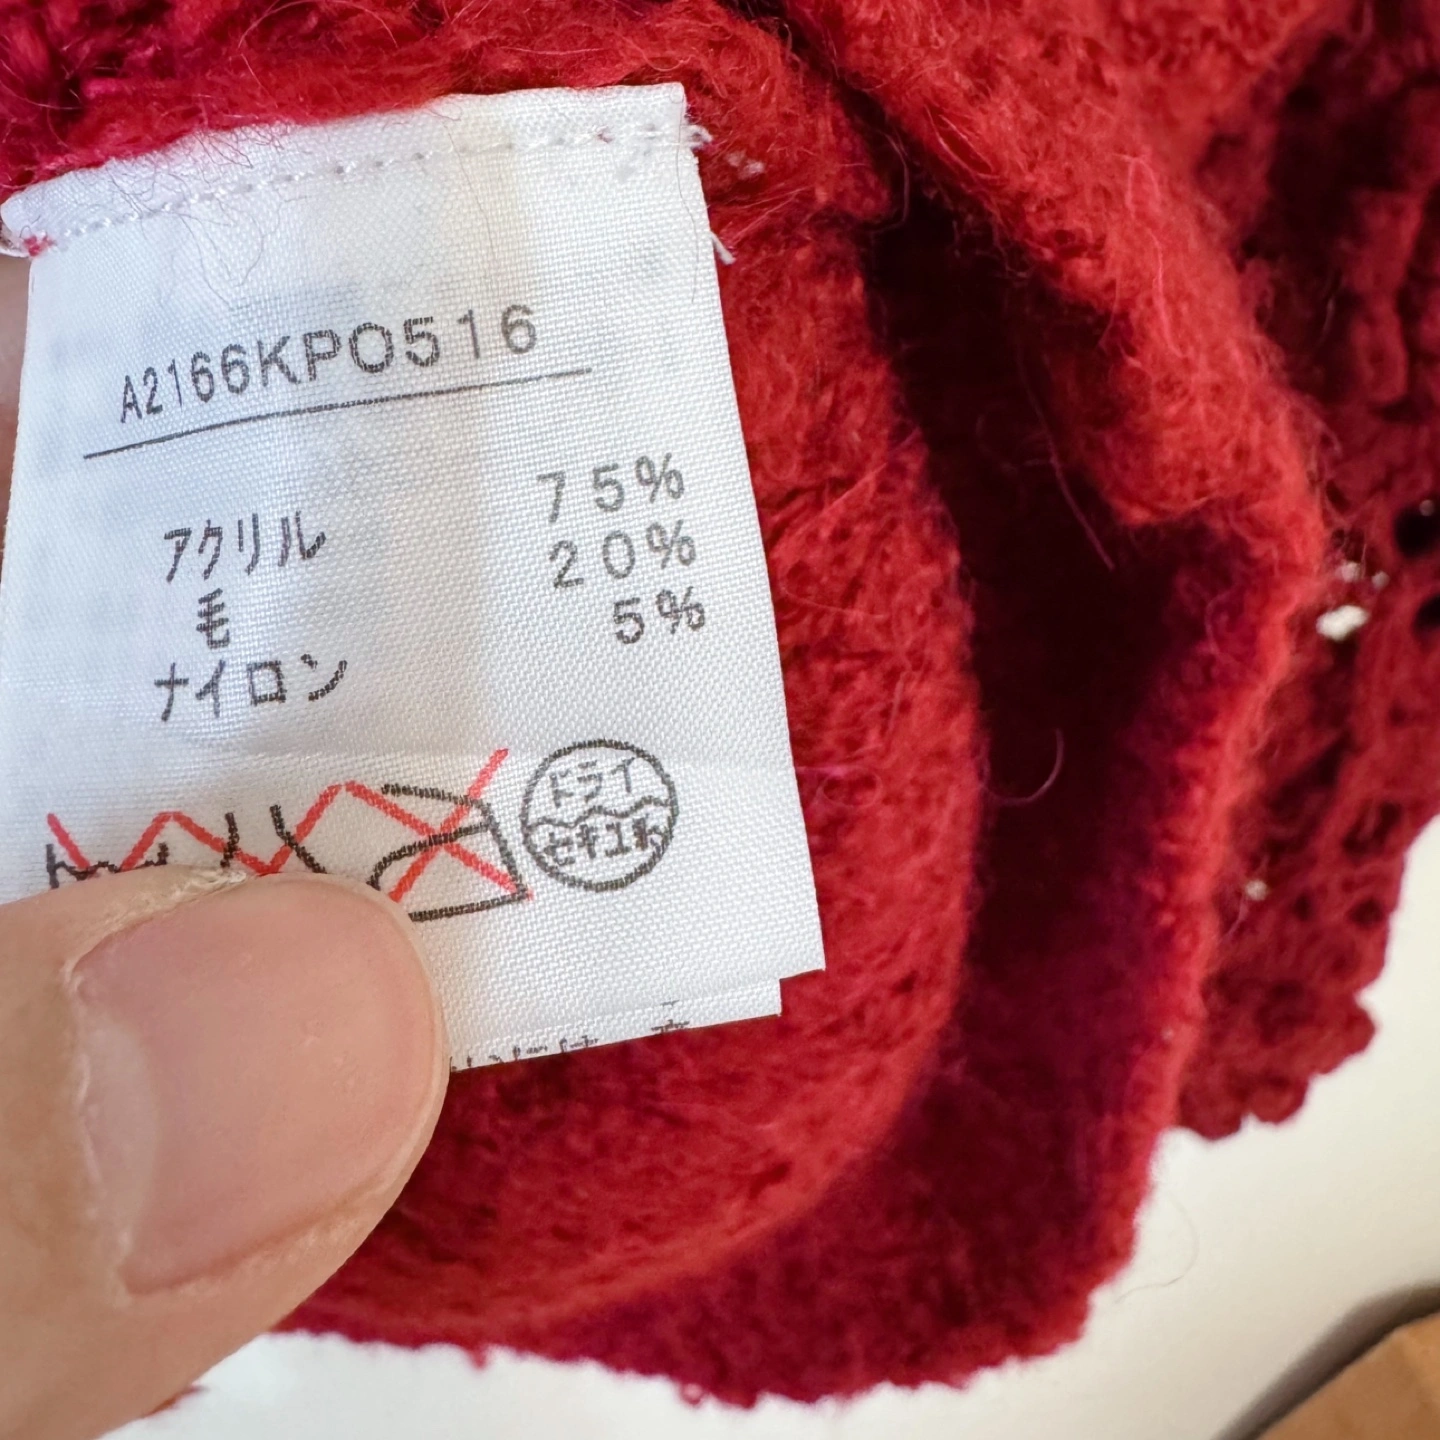 A2166KP0516
アクリル 75%
毛 20%
ナイロン 5%
ドライ
セキユ系